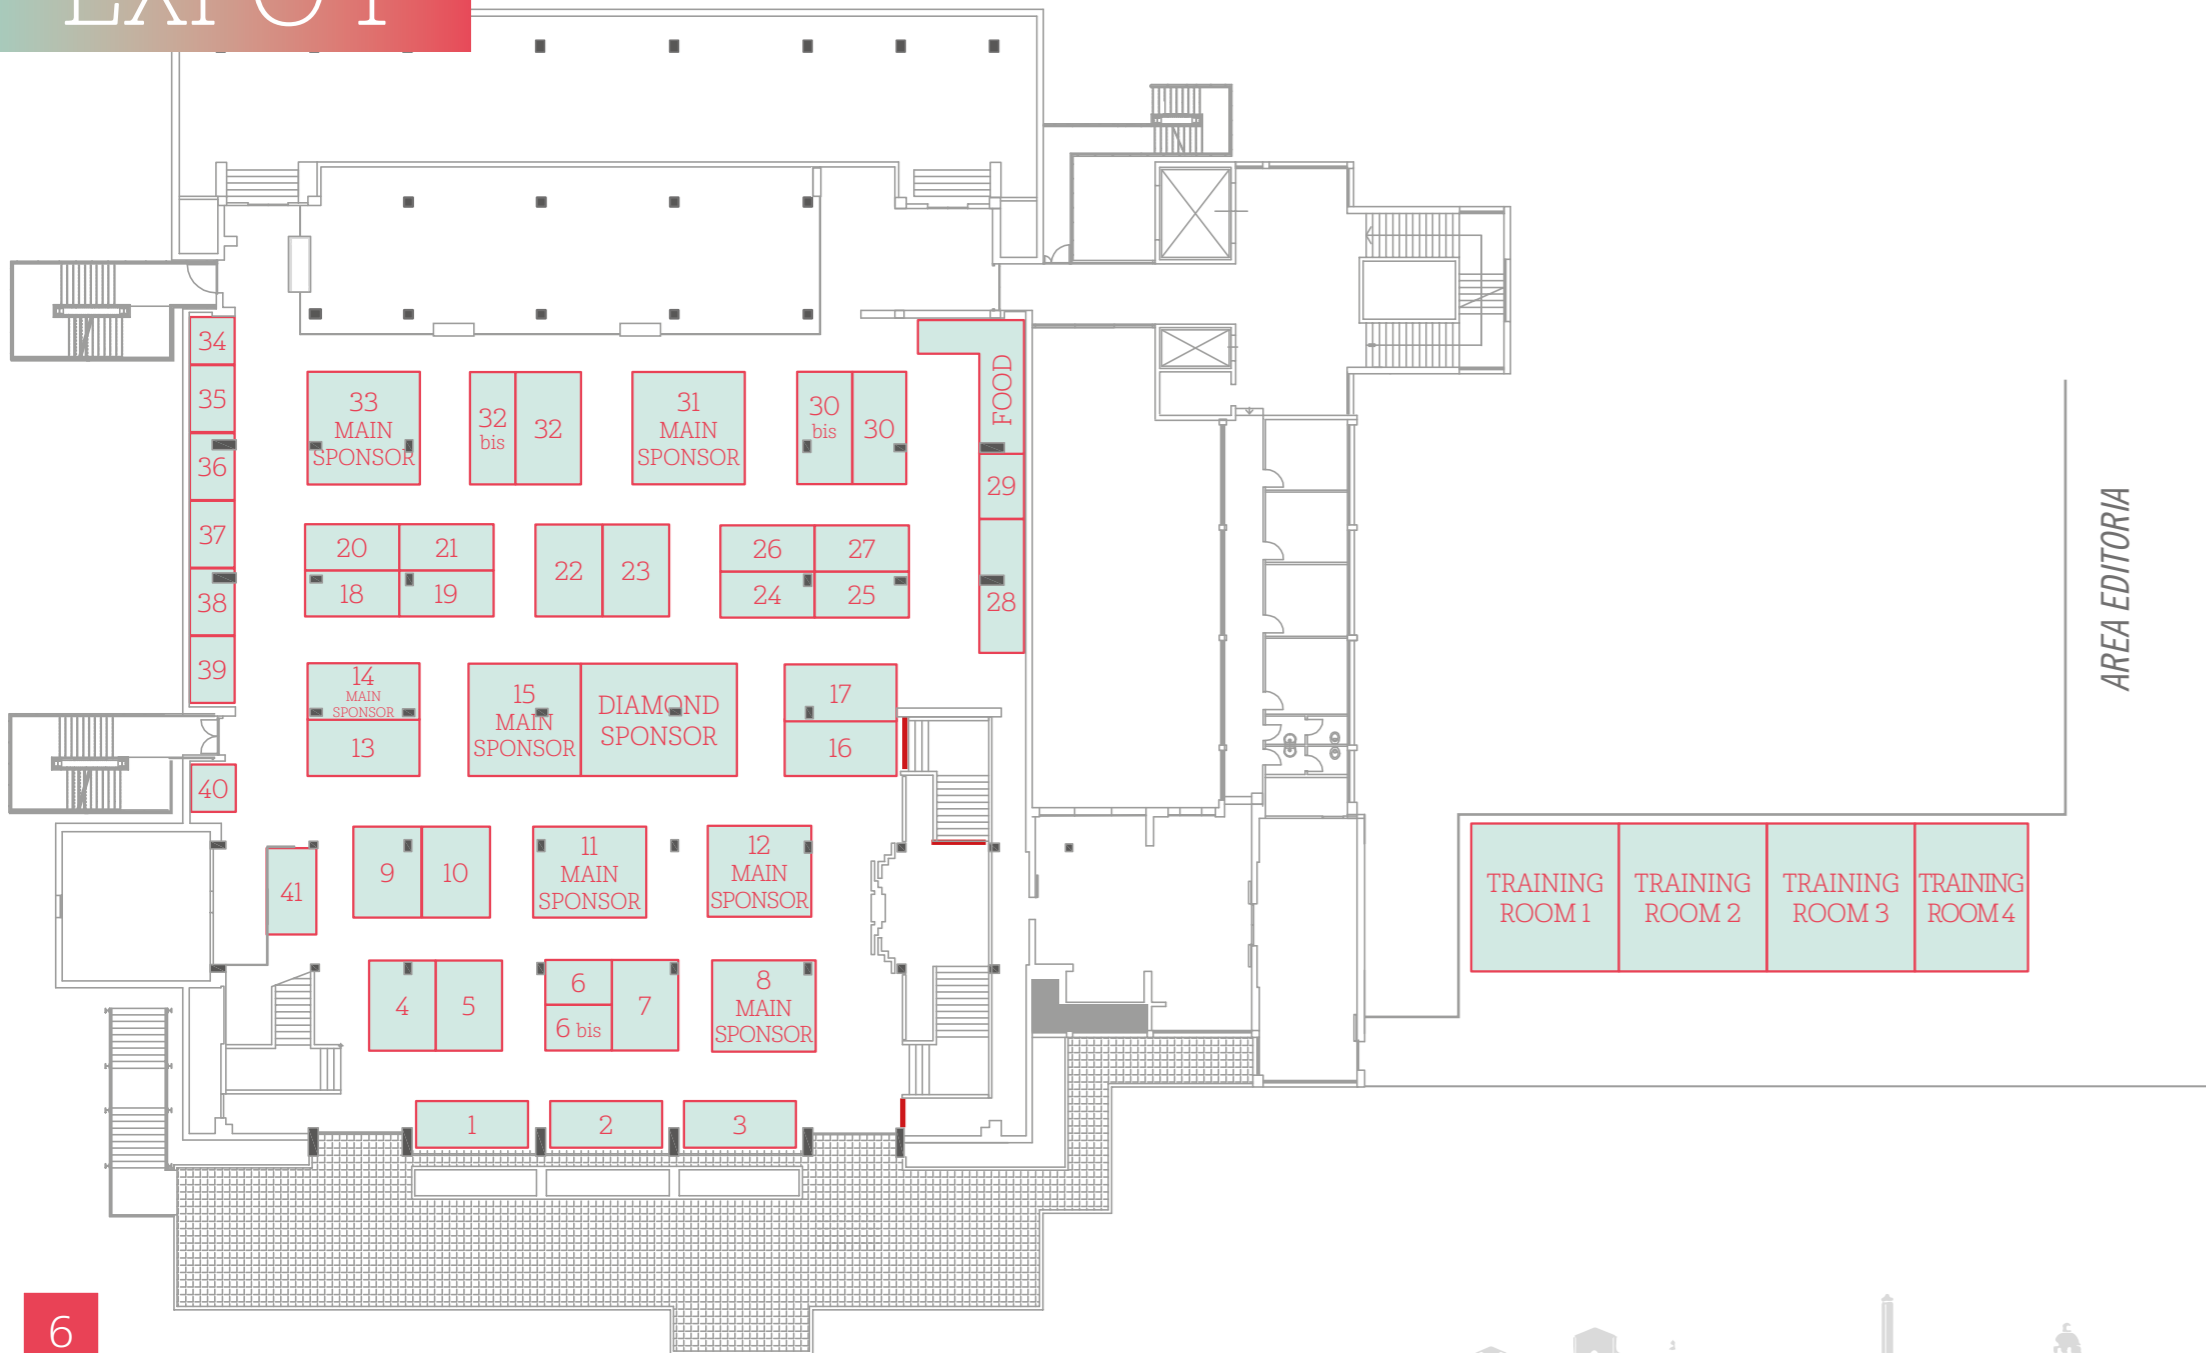 EXPO 1
34
35
36
37
38
39
40
41
33
MAIN
SPONSOR
32
bis
32
31
MAIN
SPONSOR
30
bis
30
FOOD
29
28
20
21
18
19
22
23
26
27
24
25
14
MAIN
SPONSOR
13
15
MAIN
SPONSOR
DIAMOND
SPONSOR
17
16
9
10
11
MAIN
SPONSOR
12
MAIN
SPONSOR
4
5
6
6 bis
7
8
MAIN
SPONSOR
1
2
3
AREA EDITORIA
TRAINING
ROOM 1
TRAINING
ROOM 2
TRAINING
ROOM 3
TRAINING
ROOM 4
6